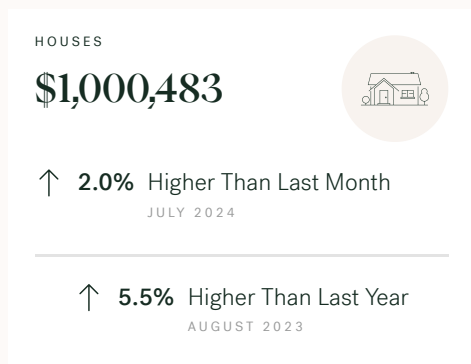 HOUSES
$1,000,483
2.0% Higher Than Last Month
JULY 2024
5.5% Higher Than Last Year
AUGUST 2023